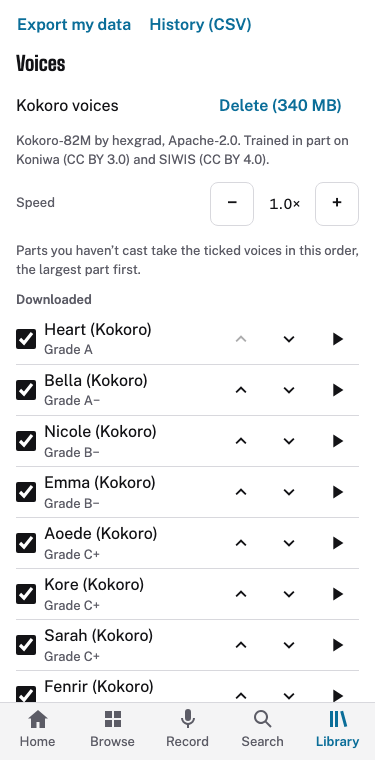 Export my data History (CSV)
Voices
Kokoro voices Delete (340 MB)
Kokoro-82M by hexgrad, Apache-2.0. Trained in part on
Koniwa (CC BY 3.0) and SIWIS (CC BY 4.0).
Speed − 1.0× +
Parts you haven't cast take the ticked voices in this order,
the largest part first.
Downloaded
Heart (Kokoro)
Grade A
Bella (Kokoro)
Grade A−
Nicole (Kokoro)
Grade B−
Emma (Kokoro)
Grade B−
Aoede (Kokoro)
Grade C+
Kore (Kokoro)
Grade C+
Sarah (Kokoro)
Grade C+
Fenrir (Kokoro)
Home Browse Record Search Library